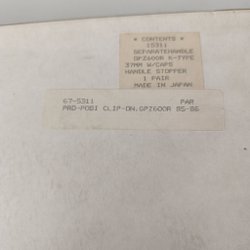 * CONTENTS *
15311
SEPARATEHANDLE
GPZ600R K-TYPE
37MM W/CAPS
HANDLE STOPPER
1 PAIR
MADE IN JAPAN
67-5311 PAR
PRO-PODI CLIP-ON,GPZ600R 85-86